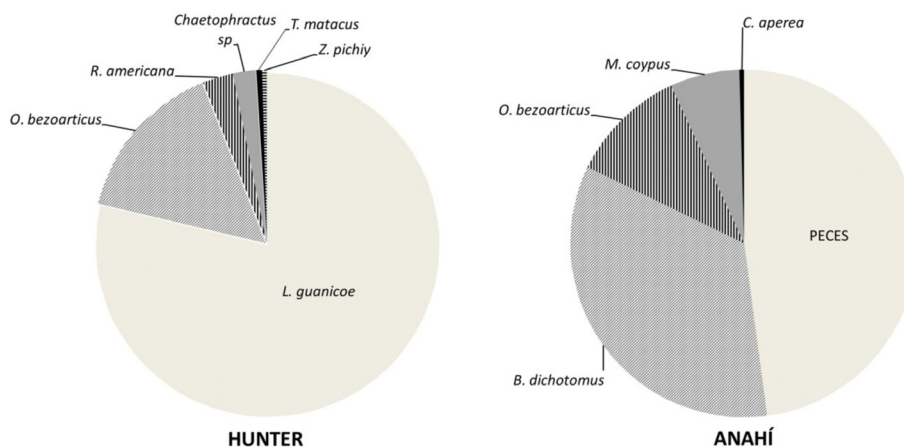 Chaetophractus
sp
T. matacus
Z. pichiy
R. americana
O. bezoarticus
L. guanicoe
HUNTER
C. aperea
M. coypus
O. bezoarticus
PECES
B. dichotomus
ANAHÍ